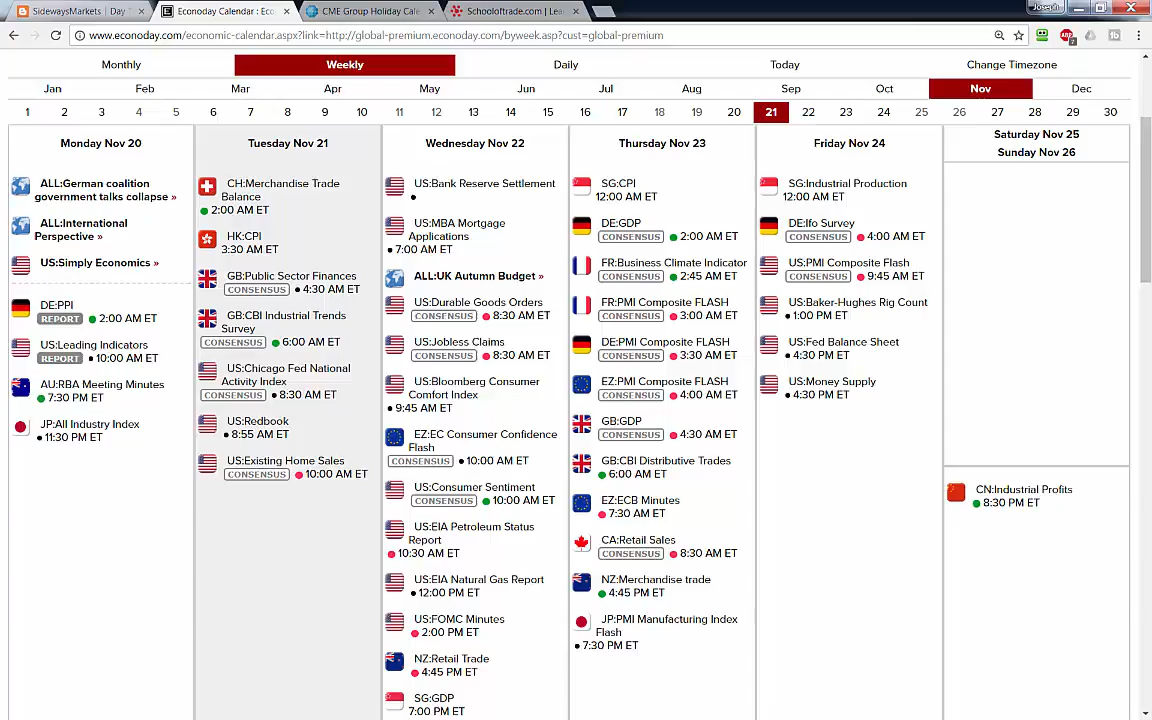 SidewaysMarkets | Day T
Econoday Calendar : Eco
CME Group Holiday Cale
Schooloftrade.com | Lea
Joseph
www.econoday.com/economic-calendar.aspx?link=http://global-premium.econoday.com/byweek.asp?cust=global-premium
Monthly
Weekly
Daily
Today
Change Timezone
Jan Feb Mar Apr May Jun Jul Aug Sep Oct Nov Dec
1 2 3 4 5 6 7 8 9 10 11 12 13 14 15 16 17 18 19 20 21 22 23 24 25 26 27 28 29 30
Monday Nov 20
ALL:German coalition
government talks collapse »
ALL:International
Perspective »
US:Simply Economics »
DE:PPI
REPORT 2:00 AM ET
US:Leading Indicators
REPORT 10:00 AM ET
AU:RBA Meeting Minutes
7:30 PM ET
JP:All Industry Index
11:30 PM ET
Tuesday Nov 21
CH:Merchandise Trade
Balance
2:00 AM ET
HK:CPI
3:30 AM ET
GB:Public Sector Finances
CONSENSUS 4:30 AM ET
GB:CBI Industrial Trends
Survey
CONSENSUS 6:00 AM ET
US:Chicago Fed National
Activity Index
CONSENSUS 8:30 AM ET
US:Redbook
8:55 AM ET
US:Existing Home Sales
CONSENSUS 10:00 AM ET
Wednesday Nov 22
US:Bank Reserve Settlement
US:MBA Mortgage
Applications
7:00 AM ET
ALL:UK Autumn Budget »
US:Durable Goods Orders
CONSENSUS 8:30 AM ET
US:Jobless Claims
CONSENSUS 8:30 AM ET
US:Bloomberg Consumer
Comfort Index
9:45 AM ET
EZ:EC Consumer Confidence
Flash
CONSENSUS 10:00 AM ET
US:Consumer Sentiment
CONSENSUS 10:00 AM ET
US:EIA Petroleum Status
Report
10:30 AM ET
US:EIA Natural Gas Report
12:00 PM ET
US:FOMC Minutes
2:00 PM ET
NZ:Retail Trade
4:45 PM ET
SG:GDP
7:00 PM ET
Thursday Nov 23
SG:CPI
12:00 AM ET
DE:GDP
CONSENSUS 2:00 AM ET
FR:Business Climate Indicator
CONSENSUS 2:45 AM ET
FR:PMI Composite FLASH
CONSENSUS 3:00 AM ET
DE:PMI Composite FLASH
CONSENSUS 3:30 AM ET
EZ:PMI Composite FLASH
CONSENSUS 4:00 AM ET
GB:GDP
CONSENSUS 4:30 AM ET
GB:CBI Distributive Trades
6:00 AM ET
EZ:ECB Minutes
7:30 AM ET
CA:Retail Sales
CONSENSUS 8:30 AM ET
NZ:Merchandise trade
4:45 PM ET
JP:PMI Manufacturing Index
Flash
7:30 PM ET
Friday Nov 24
SG:Industrial Production
12:00 AM ET
DE:Ifo Survey
CONSENSUS 4:00 AM ET
US:PMI Composite Flash
CONSENSUS 9:45 AM ET
US:Baker-Hughes Rig Count
1:00 PM ET
US:Fed Balance Sheet
4:30 PM ET
US:Money Supply
4:30 PM ET
Saturday Nov 25
Sunday Nov 26
CN:Industrial Profits
8:30 PM ET